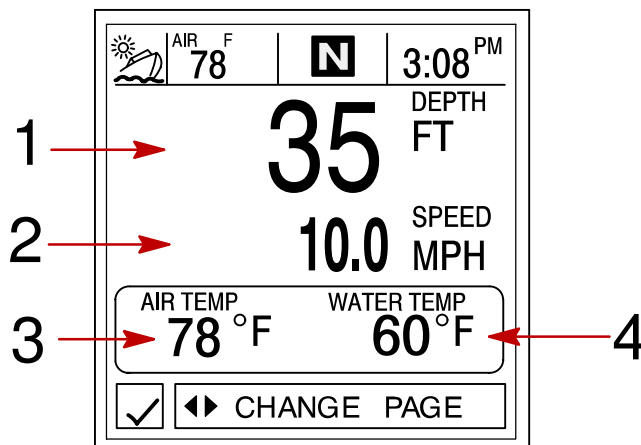 AIR F
78
N
3:08 PM
35 DEPTH
FT
1
10.0 SPEED
MPH
2
AIR TEMP WATER TEMP
3 78 °F 60°F 4
◀▶ CHANGE PAGE